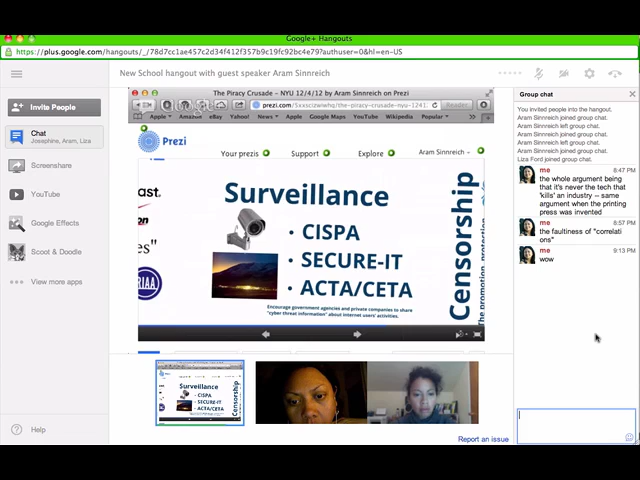 Google+ Hangouts
https://plus.google.com/hangouts/_/78d7cc1ae457c2d34f412f357b9c19fc92bc4e79?authuser=0&hl=en-US
New School hangout with guest speaker Aram Sinnreich
Invite People
Chat
Josephine, Aram, Liza
Screenshare
YouTube
Google Effects
Scoot & Doodle
View more apps
Help
The Piracy Crusade – NYU 12/4/12 by Aram Sinnreich on Prezi
Reader
Apple
Amazon
eBay
Yahoo!
Google Maps
YouTube
Wikipedia
Popular
Prezi
Your prezis
Support
Explore
Aram Sinnreich
Surveillance
• CISPA
• SECURE-IT
• ACTA/CETA
Encourage government agencies and private companies to share
"cyber threat information" about internet users' activities.
Censorship
RIAA
Surveillance
CISPA
SECURE-IT
ACTA/CETA
Censorship
Report an issue
Group chat
You invited people into the hangout.
Aram Sinnreich joined group chat.
Aram Sinnreich left group chat.
Aram Sinnreich joined group chat.
Aram Sinnreich left group chat.
Aram Sinnreich joined group chat.
Liza Ford joined group chat.
me 8:47 PM
the whole argument being
that it's never the tech that
'kills' an industry -- same
argument when the printing
press was invented
me 8:57 PM
the faultiness of "correlati
ons"
me 9:13 PM
wow